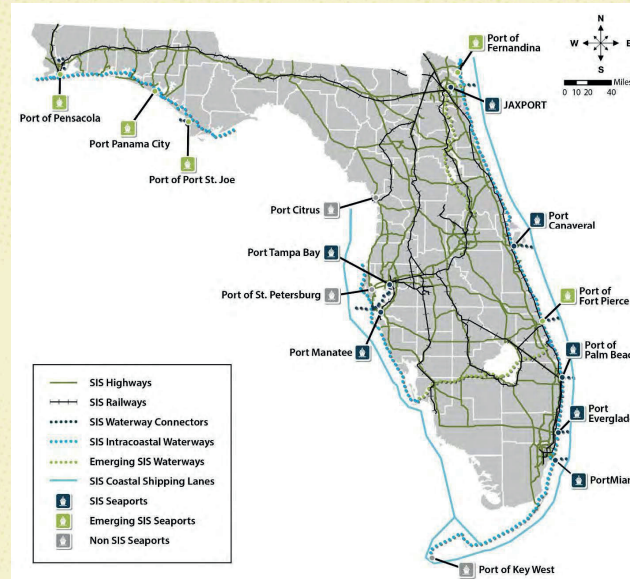 N
W E
S
0 10 20 40 Miles
Port of
Fernandina
JAXPORT
Port of Pensacola
Port Panama City
Port of Port St. Joe
Port Citrus
Port
Canaveral
Port Tampa Bay
Port of St. Petersburg
Port of
Fort Pierce
Port Manatee
Port of
Palm Beac
Port
Everglad
PortMiam
Port of Key West
SIS Highways
SIS Railways
SIS Waterway Connectors
SIS Intracoastal Waterways
Emerging SIS Waterways
SIS Coastal Shipping Lanes
SIS Seaports
Emerging SIS Seaports
Non SIS Seaports